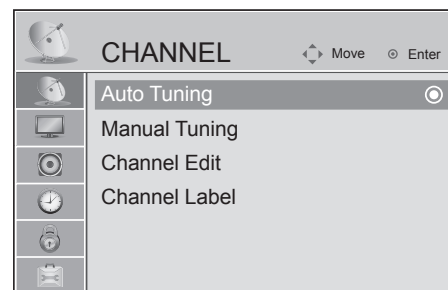 CHANNEL Move Enter
Auto Tuning
Manual Tuning
Channel Edit
Channel Label